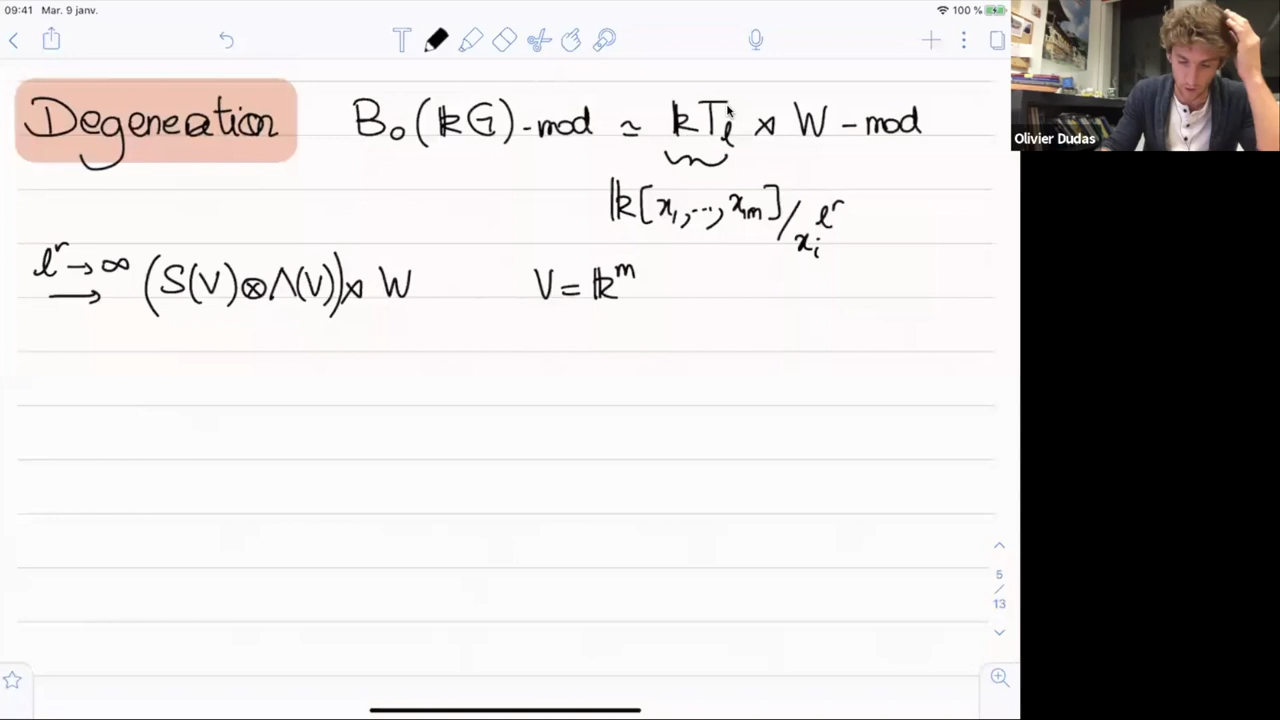 09:41 Mar. 9 janv.
100 %
T
Olivier Dudas
Degeneration B₀(kG)-mod ≃ kT_ℓ ⋊ W-mod
𝕜[x₁,...,x_m]/x_i^{ℓ^r}
ℓ^r → ∞ (S(V)⊗Λ(V))⋊ W V = 𝕜^m
→
5
/
13